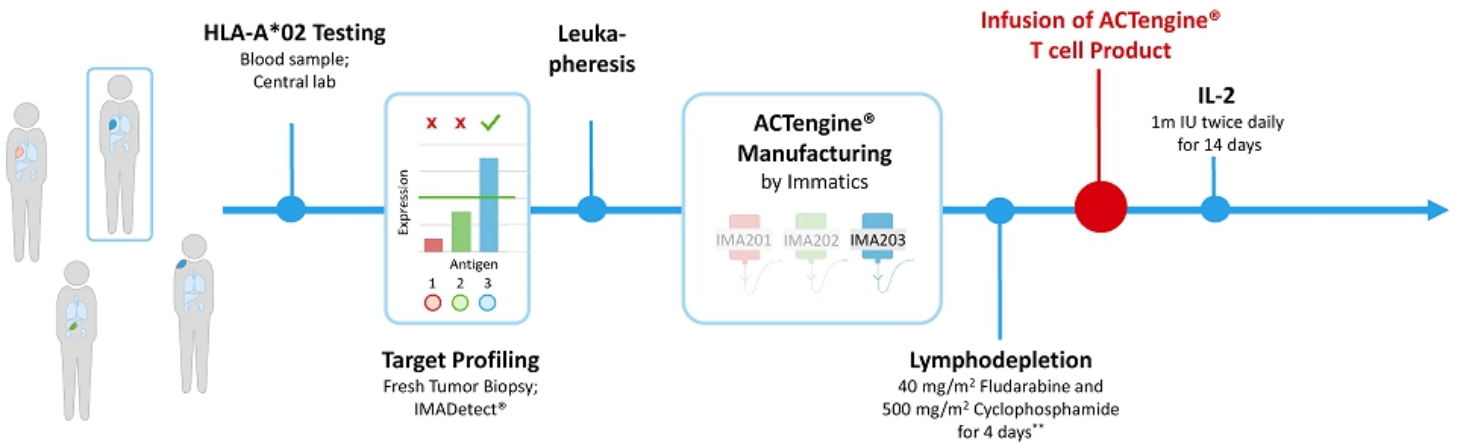 HLA-A*02 Testing
Blood sample;
Central lab
x x ✓
Expression
Antigen
1 2 3
Target Profiling
Fresh Tumor Biopsy;
IMADetect®
Leuka-
pheresis
ACTengine®
Manufacturing
by Immatics
IMA201 IMA202 IMA203
Lymphodepletion
40 mg/m² Fludarabine and
500 mg/m² Cyclophosphamide
for 4 days**
Infusion of ACTengine®
T cell Product
IL-2
1m IU twice daily
for 14 days